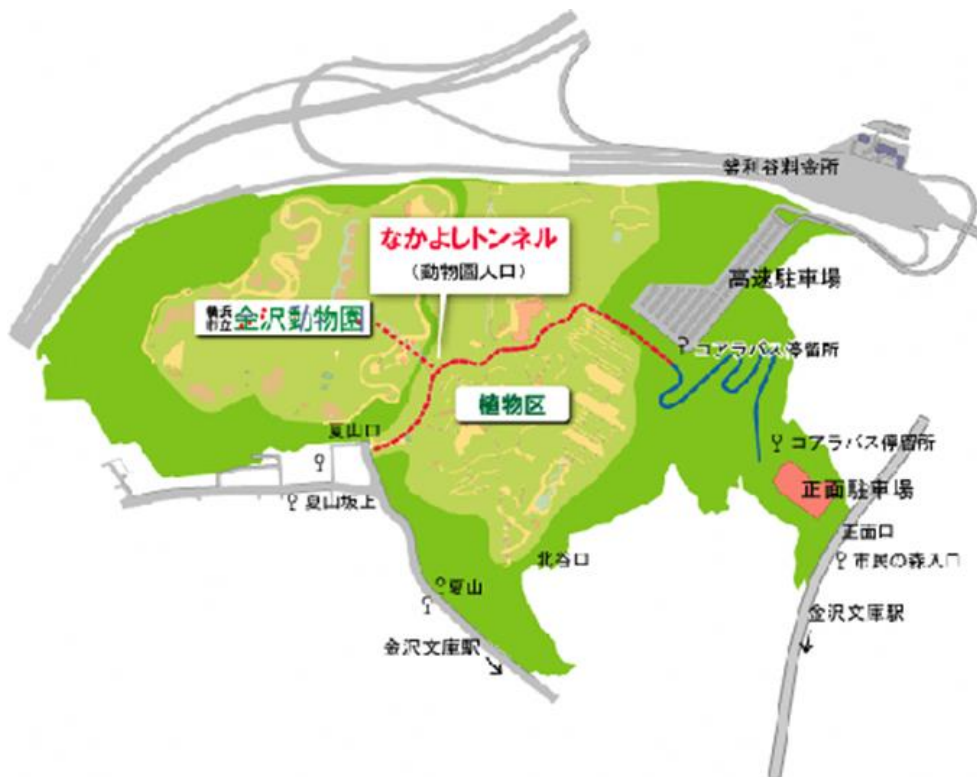 釜利谷料金所
なかよしトンネル
(動物園入口)
高速駐車場
横浜
市立
金沢動物園
コアラバス停留所
植物区
夏山口
コアラバス停留所
正面駐車場
夏山坂上
正面口
北谷口
市民の森入口
夏山
金沢文庫駅
金沢文庫駅